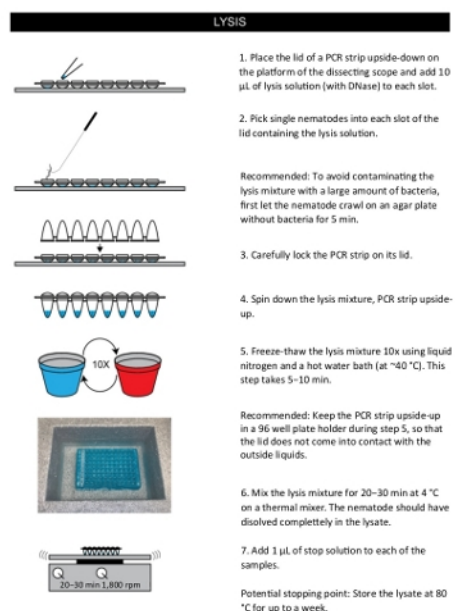 LYSIS
1. Place the lid of a PCR strip upside-down on
the platform of the dissecting scope and add 10
µL of lysis solution (with DNase) to each slot.
2. Pick single nematodes into each slot of the
lid containing the lysis solution.
Recommended: To avoid contaminating the
lysis mixture with a large amount of bacteria,
first let the nematode crawl on an agar plate
without bacteria for 5 min.
3. Carefully lock the PCR strip on its lid.
4. Spin down the lysis mixture, PCR strip upside-
up.
10X
5. Freeze-thaw the lysis mixture 10x using liquid
nitrogen and a hot water bath (at ~40 °C). This
step takes 5–10 min.
Recommended: Keep the PCR strip upside-up
in a 96 well plate holder during step 5, so that
the lid does not come into contact with the
outside liquids.
6. Mix the lysis mixture for 20–30 min at 4 °C
on a thermal mixer. The nematode should have
disolved complettely in the lysate.
20–30 min 1,800 rpm
7. Add 1 µL of stop solution to each of the
samples.
Potential stopping point: Store the lysate at 80
°C for up to a week.